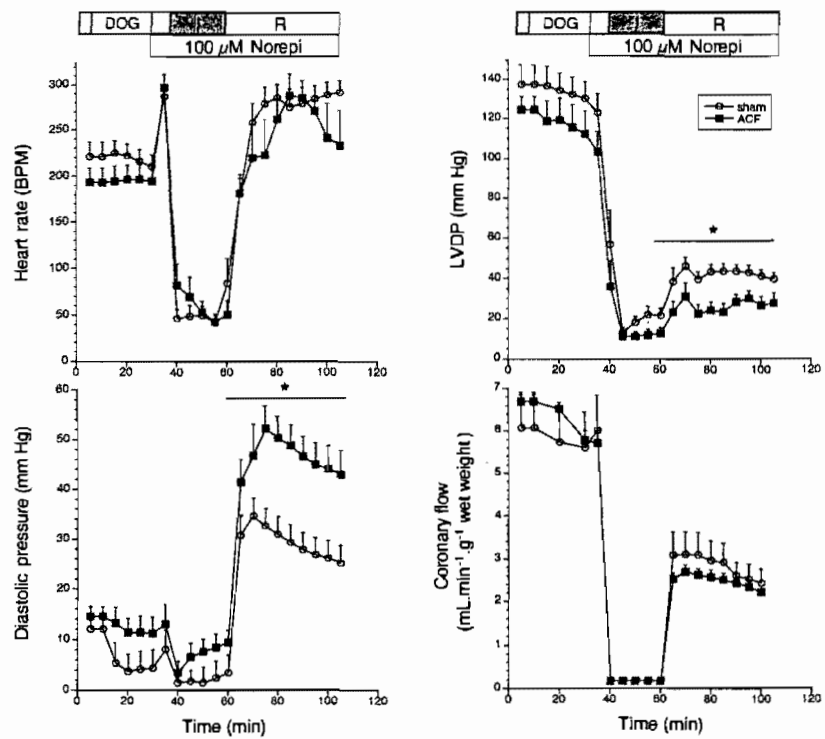 DOG R
100 µM Norepi
DOG R
100 µM Norepi
Heart rate (BPM)
300
250
200
150
100
50
0
0 20 40 60 80 100 120
LVDP (mm Hg)
140
120
100
80
60
40
20
0
sham
ACF
*
0 20 40 60 80 100 120
Diastolic pressure (mm Hg)
60
50
40
30
20
10
0
*
0 20 40 60 80 100 120
Time (min)
Coronary flow
(mL.min⁻¹.g⁻¹ wet weight)
7
6
5
4
3
2
1
0
0 20 40 60 80 100 120
Time (min)